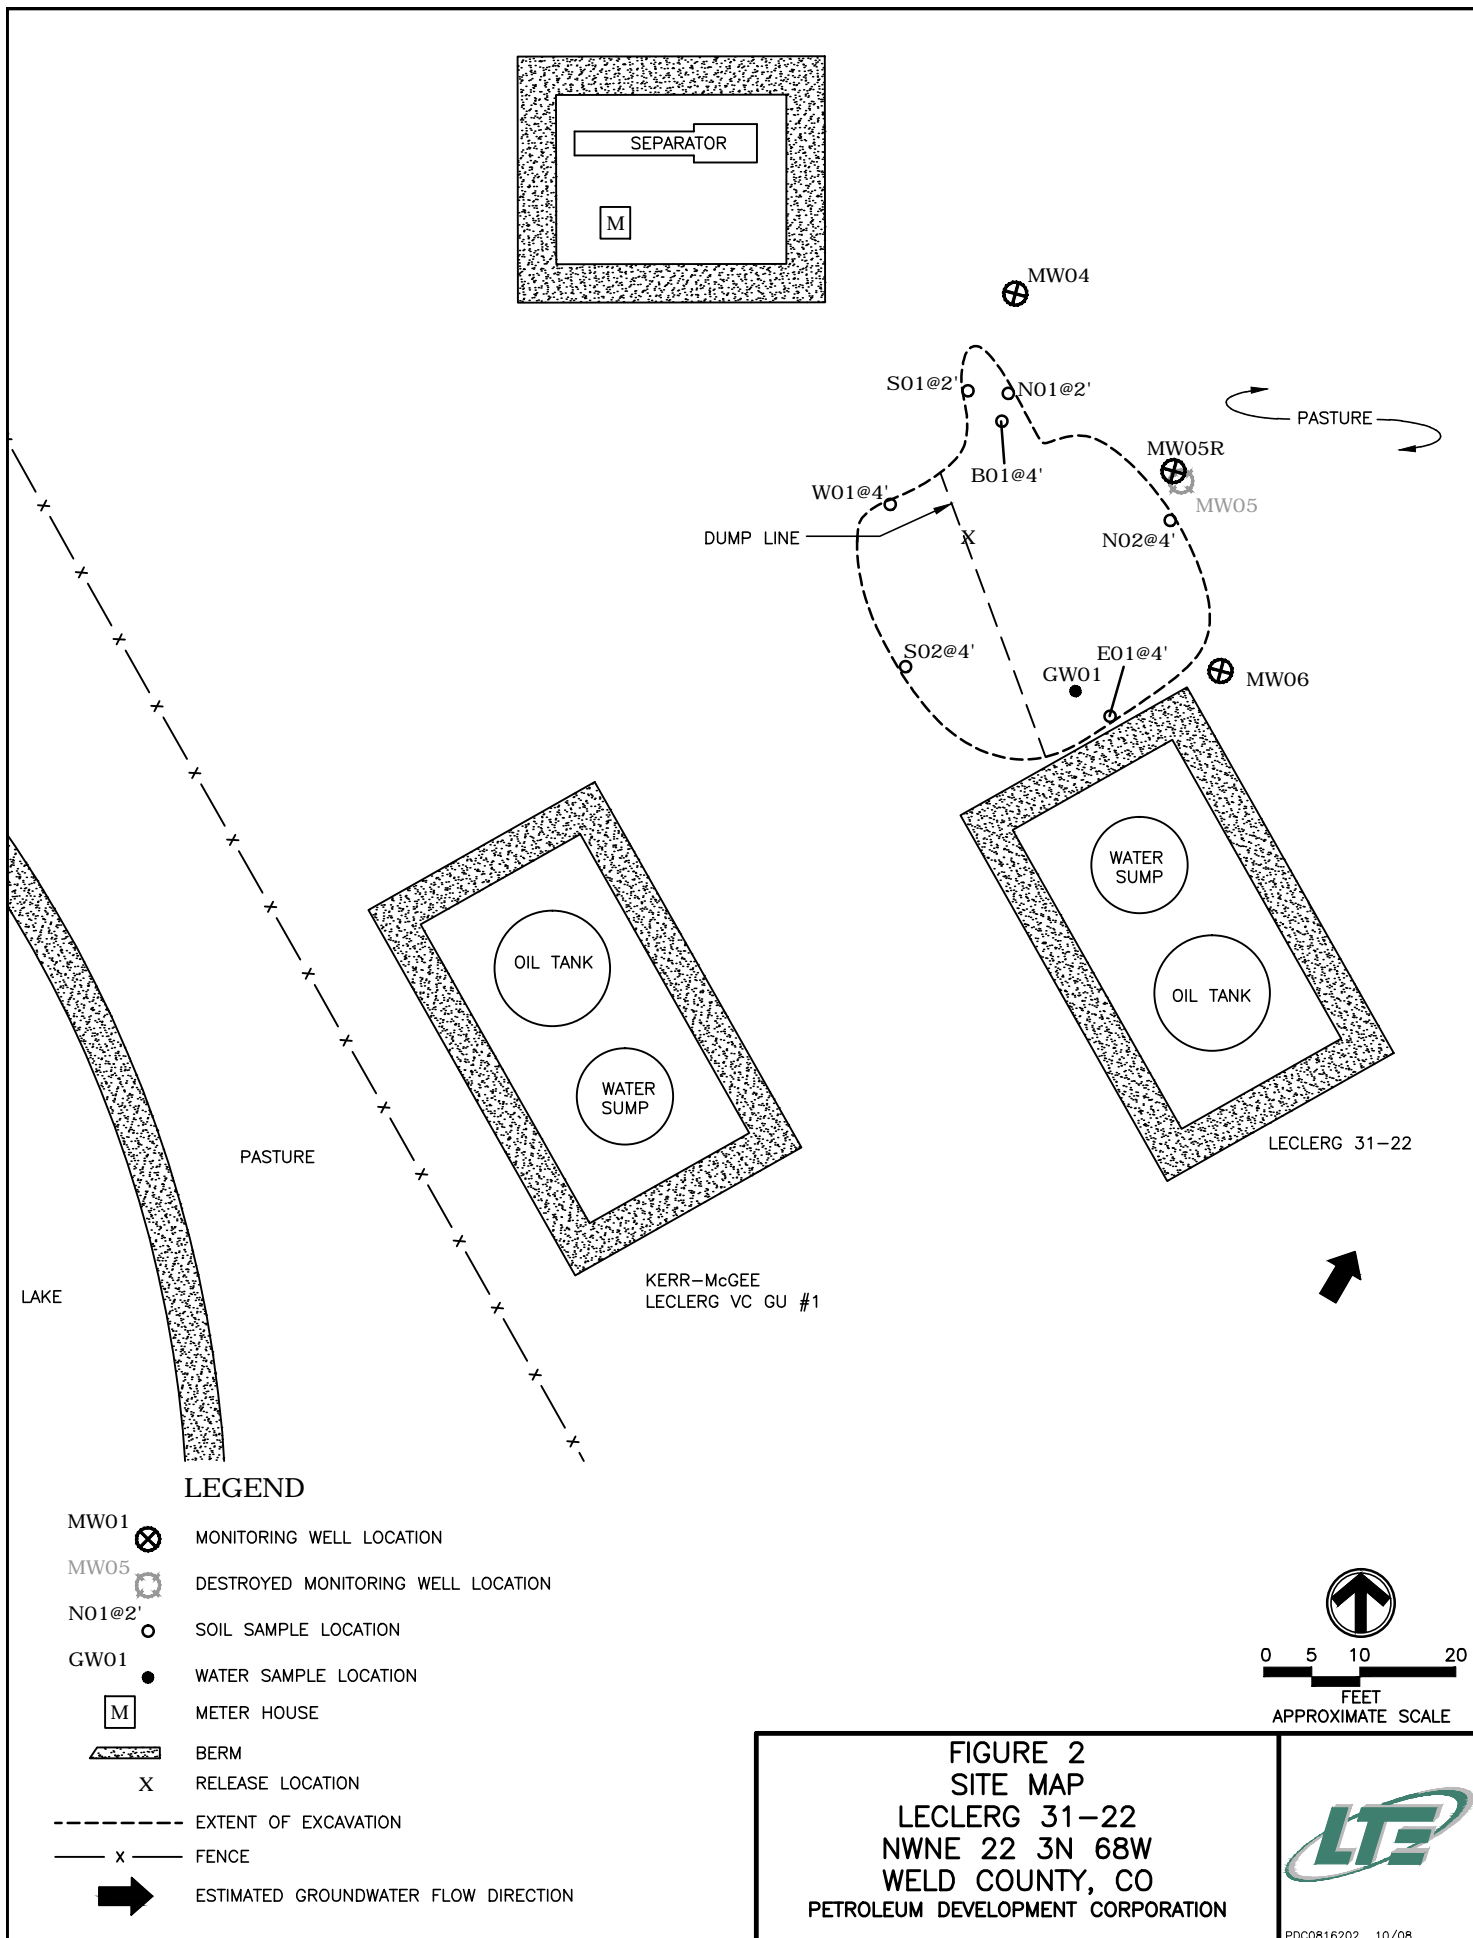 SEPARATOR
M
MW04
S01@2'
N01@2'
PASTURE
B01@4'
MW05R
MW05
W01@4'
DUMP LINE
X
N02@4'
S02@4'
E01@4'
GW01
MW06
WATER
SUMP
OIL TANK
LECLERG 31-22
OIL TANK
WATER
SUMP
PASTURE
KERR-McGEE
LECLERG VC GU #1
LAKE
LEGEND
MW01
MONITORING WELL LOCATION
MW05
DESTROYED MONITORING WELL LOCATION
N01@2'
SOIL SAMPLE LOCATION
GW01
WATER SAMPLE LOCATION
M
METER HOUSE
BERM
X
RELEASE LOCATION
EXTENT OF EXCAVATION
x
FENCE
ESTIMATED GROUNDWATER FLOW DIRECTION
0 5 10 20
FEET
APPROXIMATE SCALE
FIGURE 2
SITE MAP
LECLERG 31-22
NWNE 22 3N 68W
WELD COUNTY, CO
PETROLEUM DEVELOPMENT CORPORATION
LTE
PDC0816202 10/08